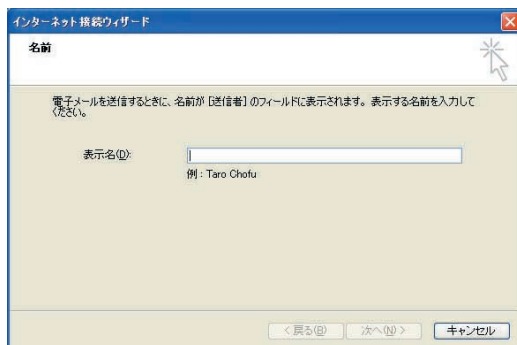 インターネット接続ウィザード
名前
電子メールを送信するときに、名前が [送信者] のフィールドに表示されます。表示する名前を入力して
ください。
表示名(D):
例 : Taro Chofu
< 戻る(B) 次へ(N) > キャンセル